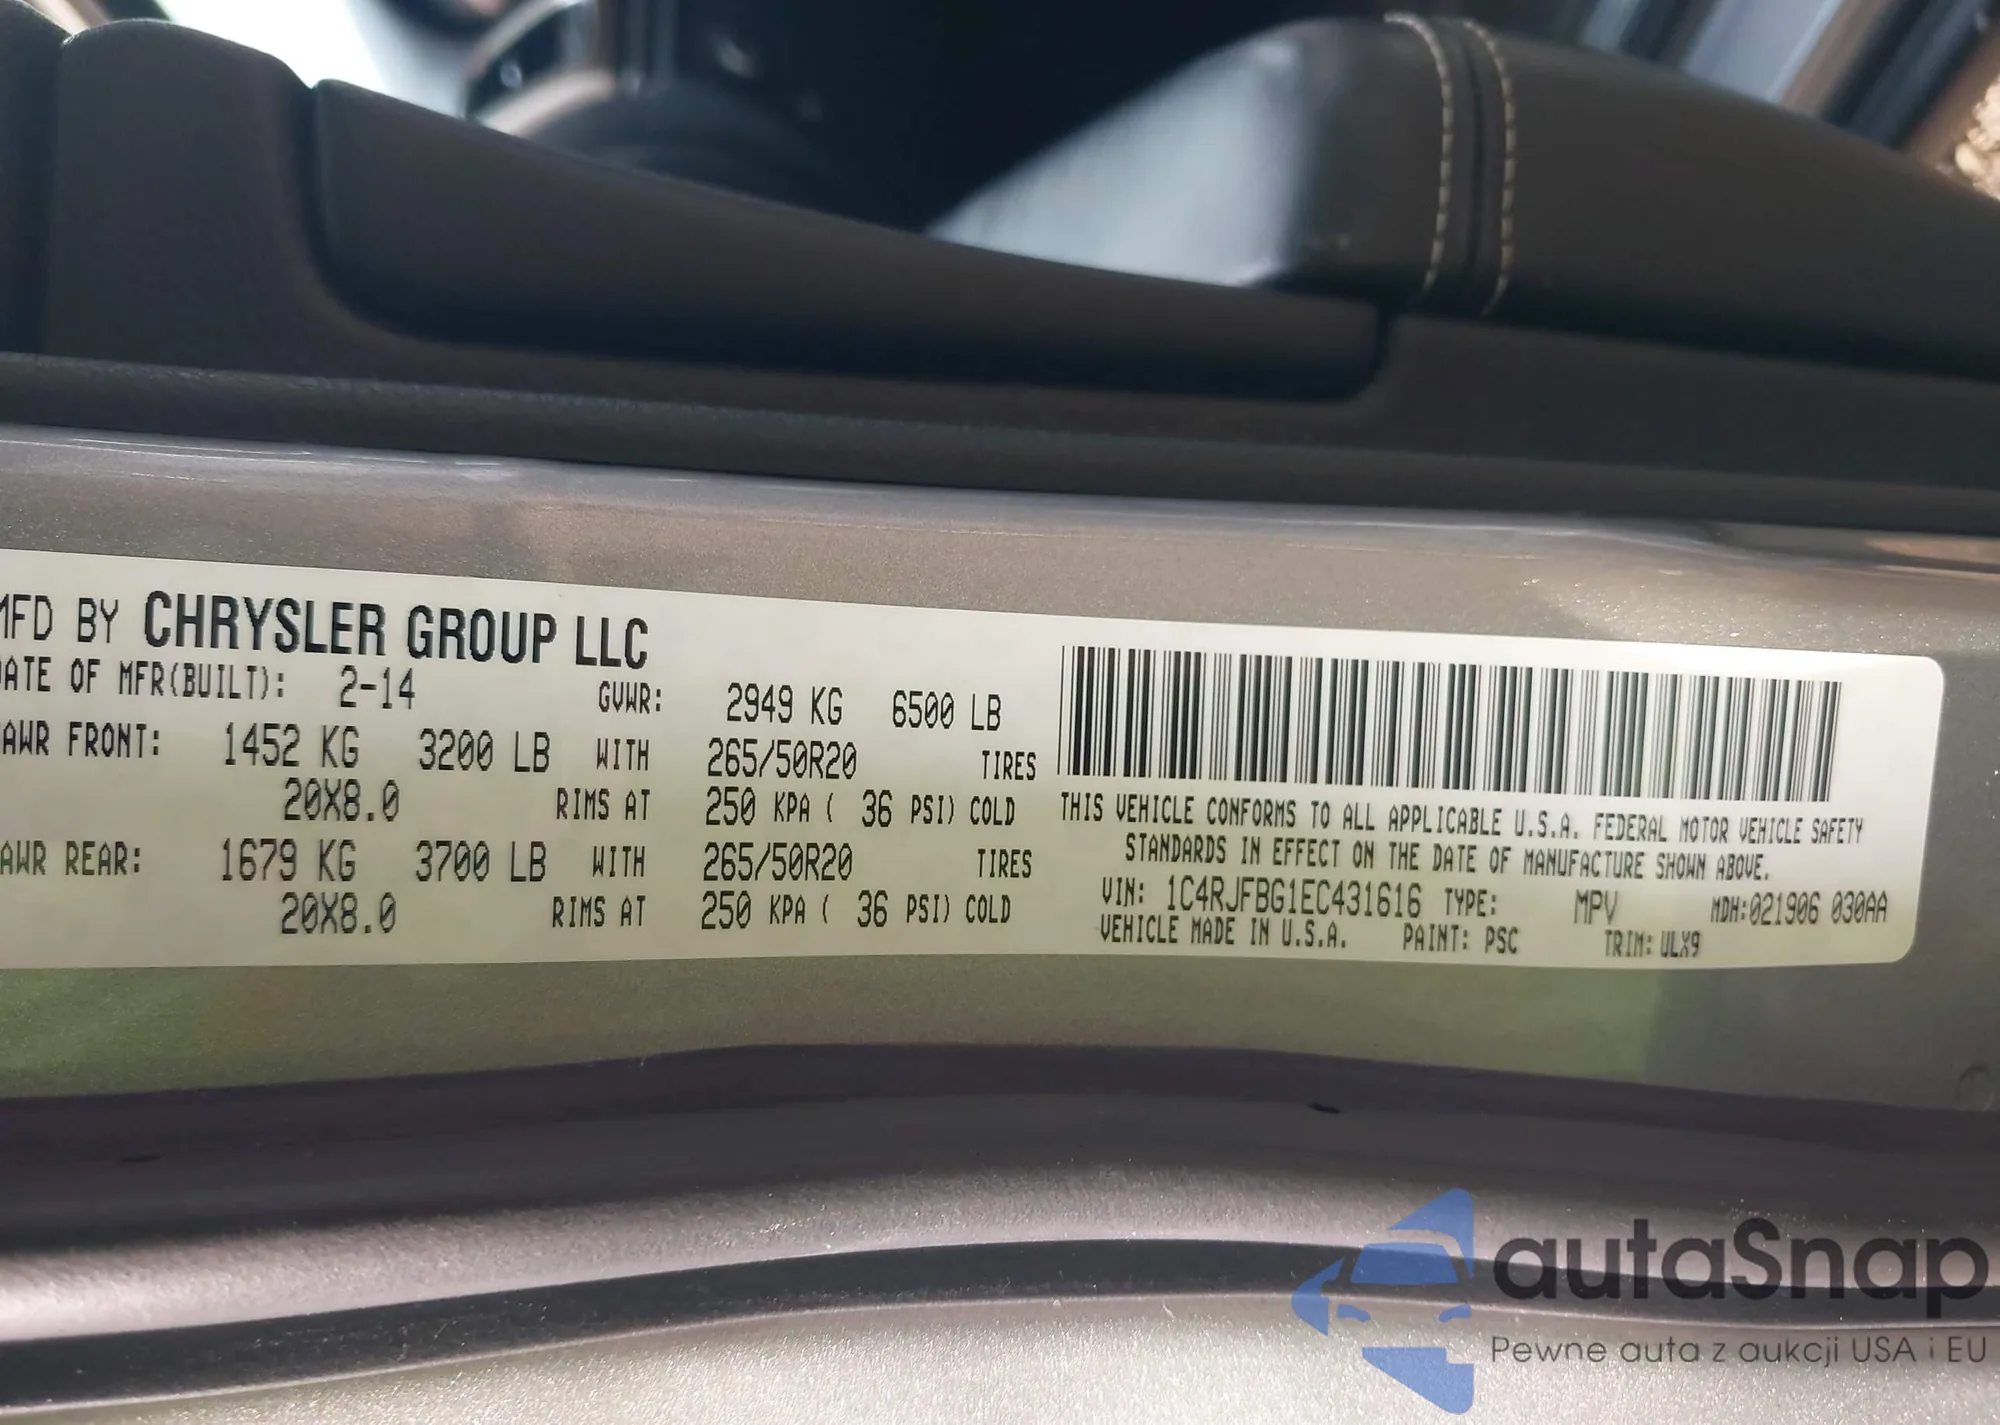 MFD BY CHRYSLER GROUP LLC
DATE OF MFR(BUILT): 2-14 GVWR: 2949 KG 6500 LB
AWR FRONT: 1452 KG 3200 LB WITH 265/50R20 TIRES
20X8.0 RIMS AT 250 KPA ( 36 PSI) COLD
AWR REAR: 1679 KG 3700 LB WITH 265/50R20 TIRES
20X8.0 RIMS AT 250 KPA ( 36 PSI) COLD
THIS VEHICLE CONFORMS TO ALL APPLICABLE U.S.A. FEDERAL MOTOR VEHICLE SAFETY
STANDARDS IN EFFECT ON THE DATE OF MANUFACTURE SHOWN ABOVE.
VIN: 1C4RJFBG1EC431616 TYPE: MPV MDH:021906 030AA
VEHICLE MADE IN U.S.A. PAINT: PSC TRIM: ULX9
autaSnap
Pewne auta z aukcji USA i EU